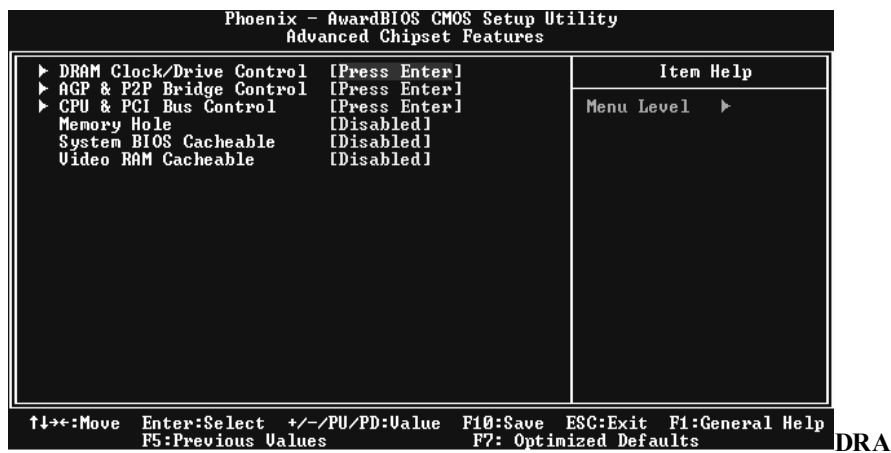 Phoenix - AwardBIOS CMOS Setup Utility
Advanced Chipset Features
▶ DRAM Clock/Drive Control [Press Enter]
▶ AGP & P2P Bridge Control [Press Enter]
▶ CPU & PCI Bus Control [Press Enter]
Memory Hole [Disabled]
System BIOS Cacheable [Disabled]
Video RAM Cacheable [Disabled]
Item Help
Menu Level ▶
↑↓→←:Move Enter:Select +/-/PU/PD:Value F10:Save ESC:Exit F1:General Help
F5:Previous Values F7: Optimized Defaults
DRA